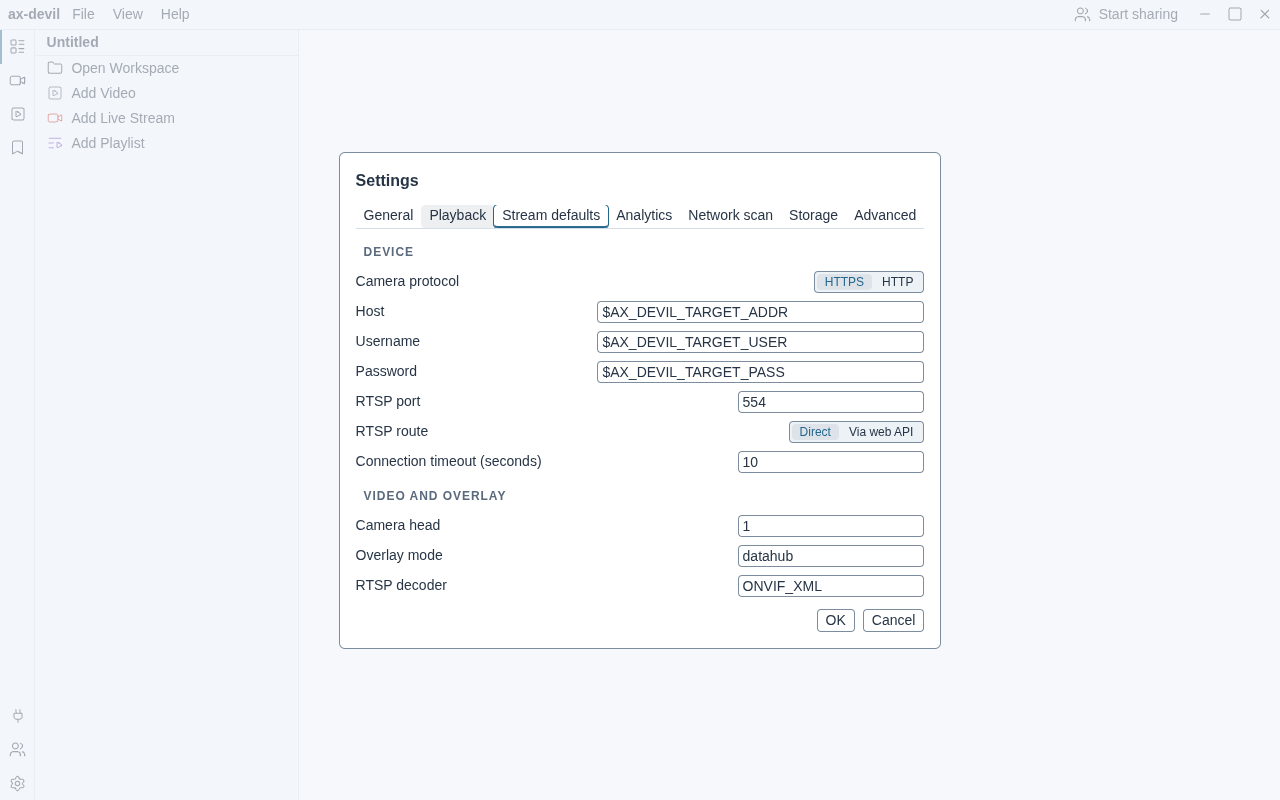 ax-devil File View Help Start sharing
Untitled
Open Workspace
Add Video
Add Live Stream
Add Playlist
Settings
General Playback Stream defaults Analytics Network scan Storage Advanced
DEVICE
Camera protocol HTTPS HTTP
Host $AX_DEVIL_TARGET_ADDR
Username $AX_DEVIL_TARGET_USER
Password $AX_DEVIL_TARGET_PASS
RTSP port 554
RTSP route Direct Via web API
Connection timeout (seconds) 10
VIDEO AND OVERLAY
Camera head 1
Overlay mode datahub
RTSP decoder ONVIF_XML
OK Cancel